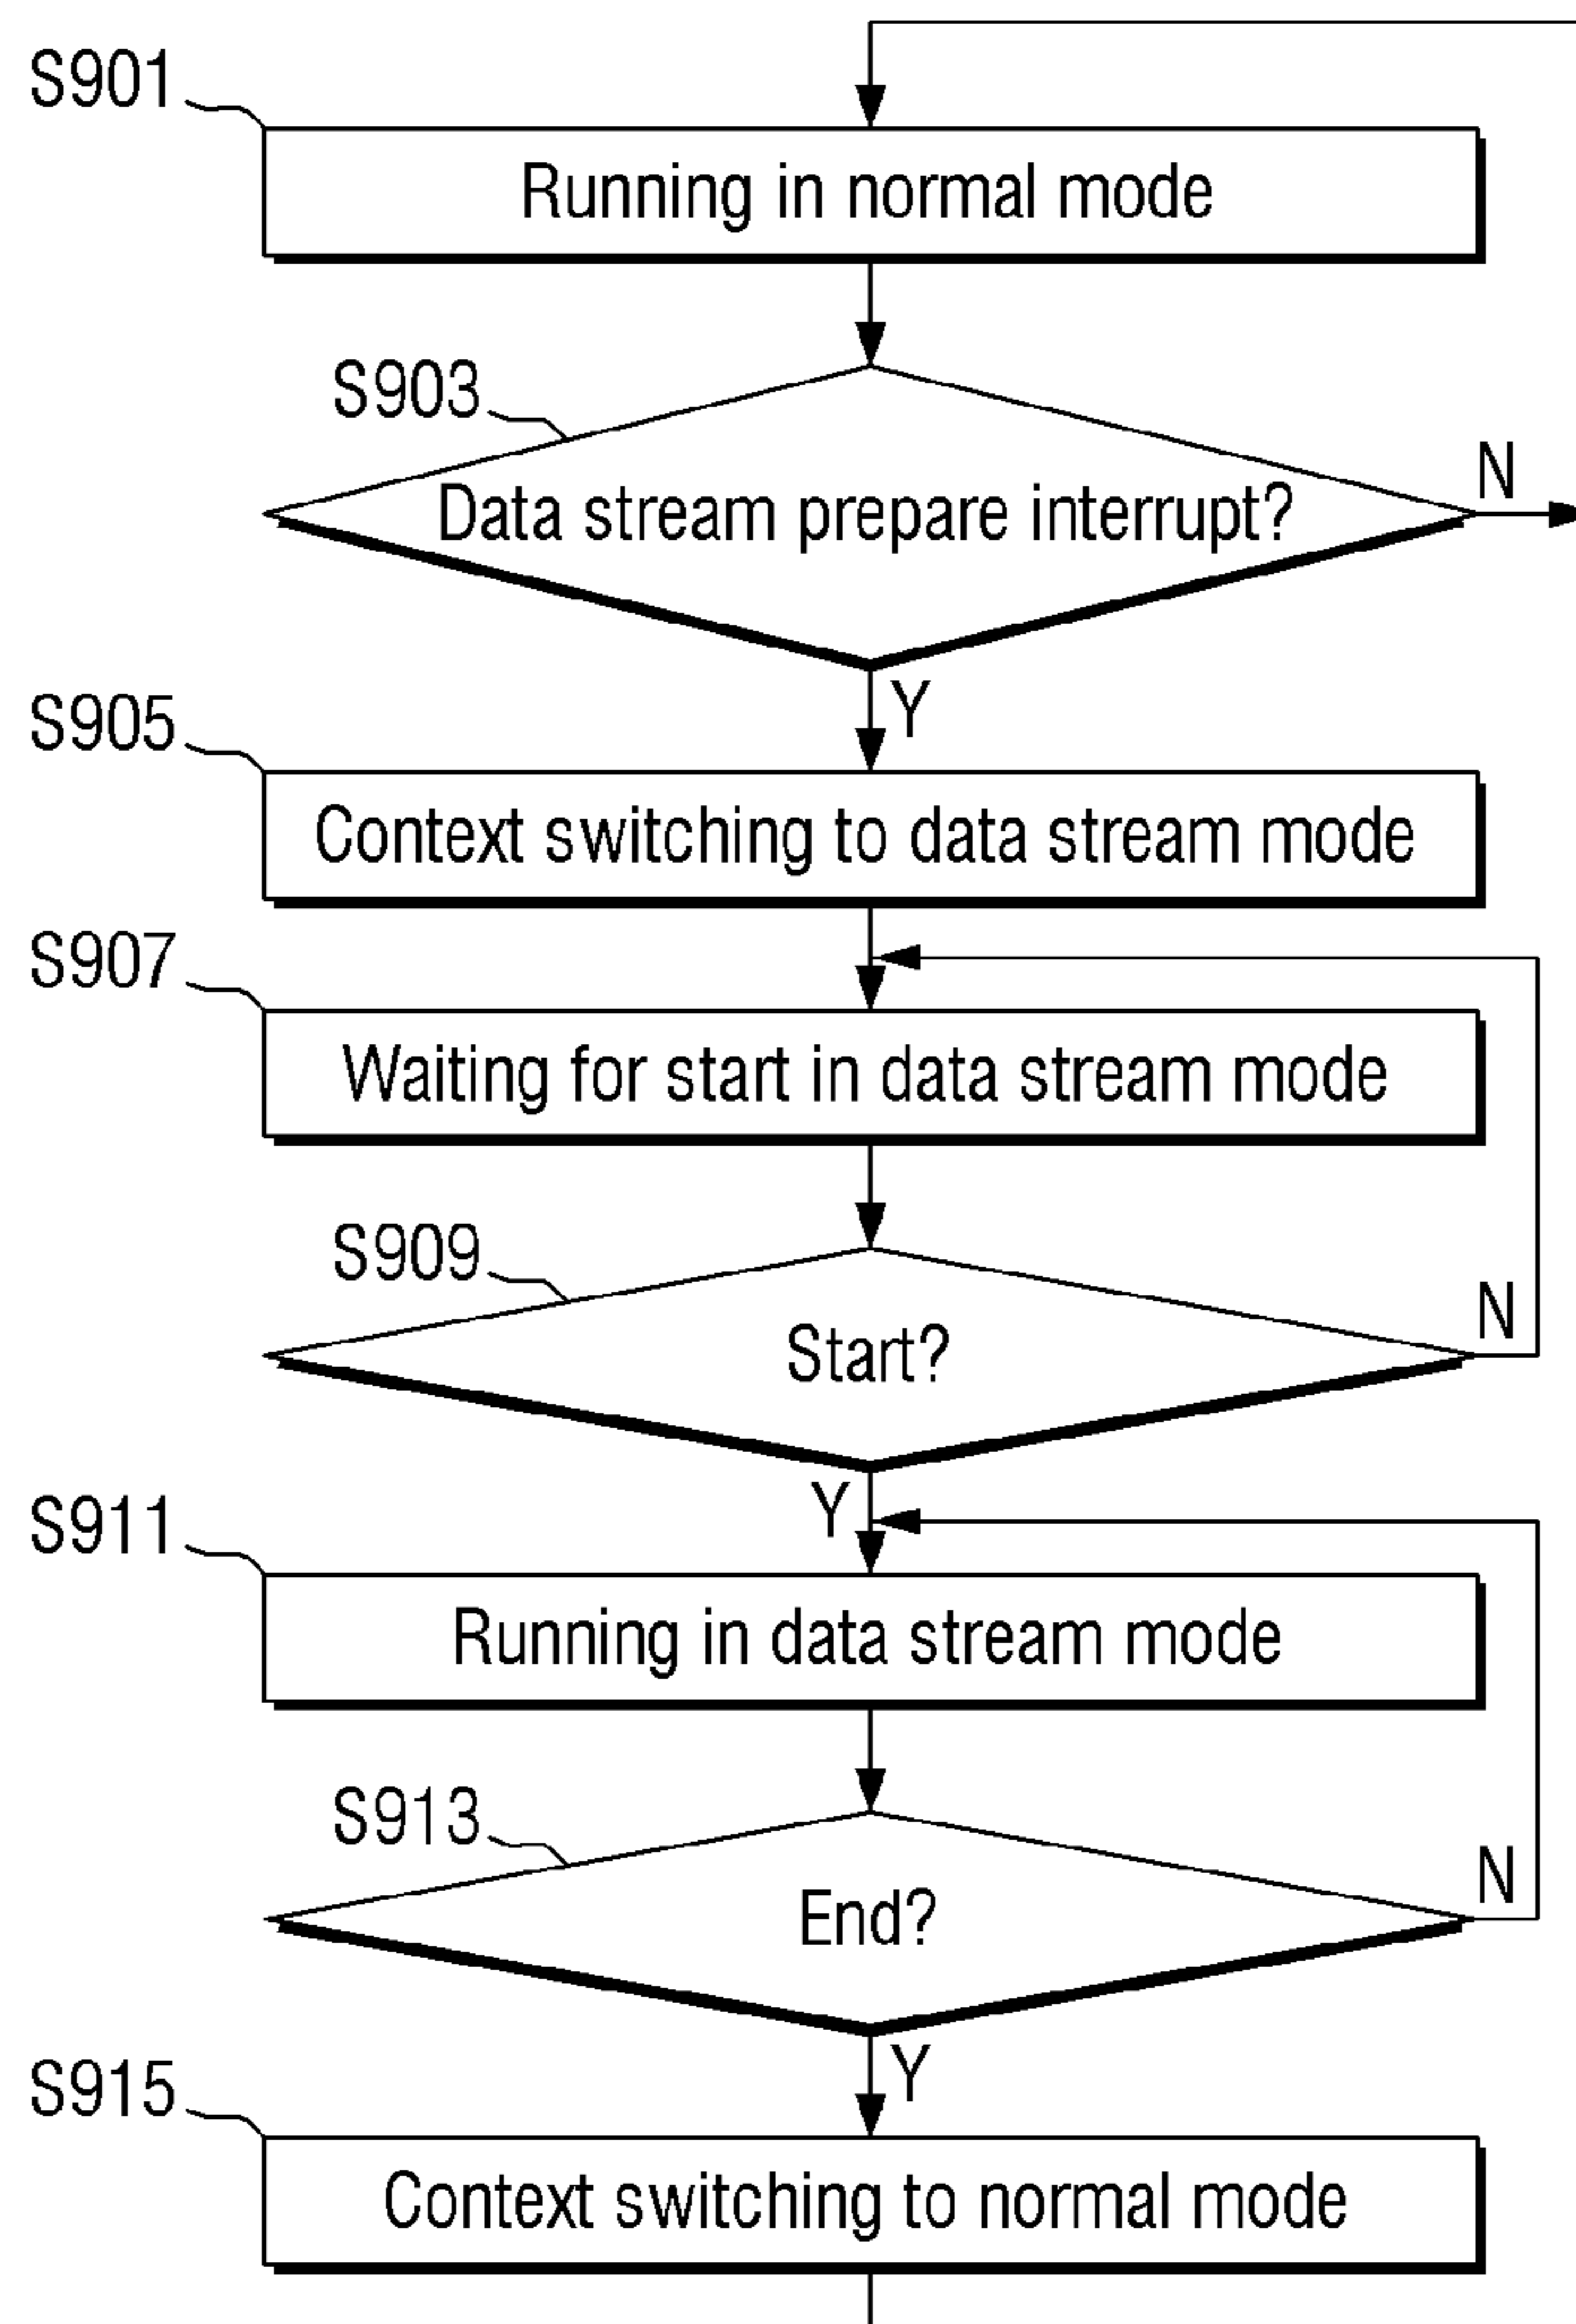 S901
Running in normal mode
S903
Data stream prepare interrupt?
N
Y
S905
Context switching to data stream mode
S907
Waiting for start in data stream mode
S909
Start?
N
Y
S911
Running in data stream mode
S913
End?
N
Y
S915
Context switching to normal mode